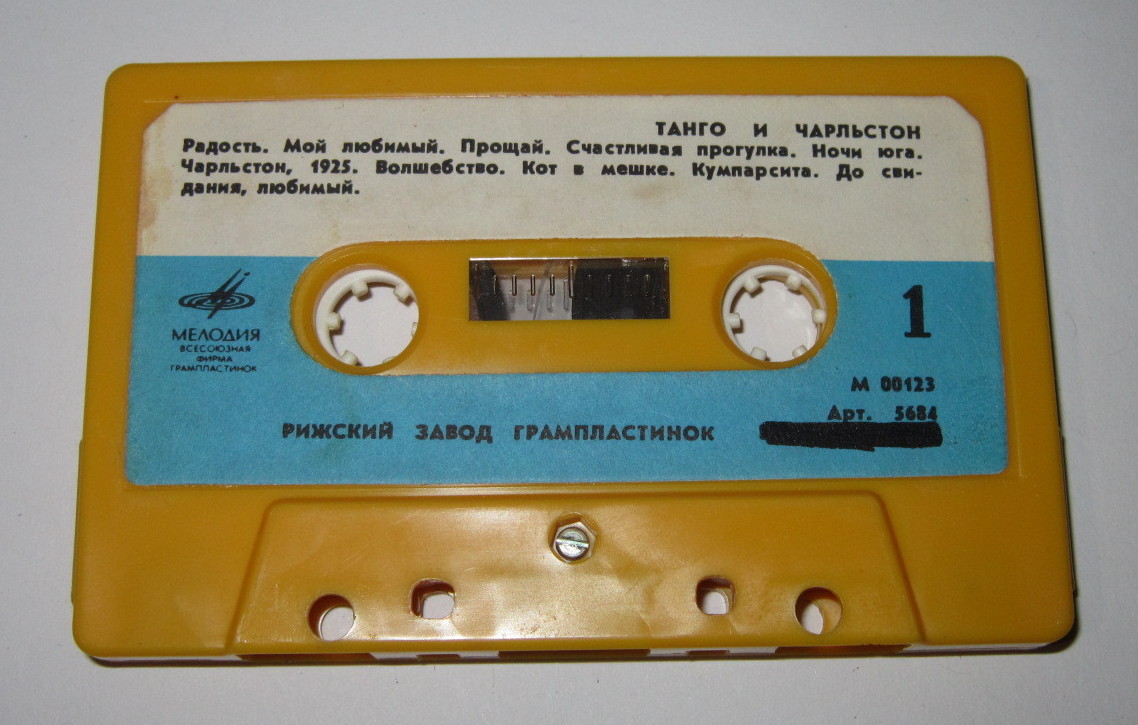 ТАНГО И ЧАРЛЬСТОН
Радость. Мой любимый. Прощай. Счастливая прогулка. Ночи юга.
Чарльстон, 1925. Волшебство. Кот в мешке. Кумпарсита. До сви-
дания, любимый.
1
МЕЛОДИЯ
ВСЕСОЮЗНАЯ
ФИРМА
ГРАМПЛАСТИНОК
М 00123
Арт. 5684
РИЖСКИЙ ЗАВОД ГРАМПЛАСТИНОК